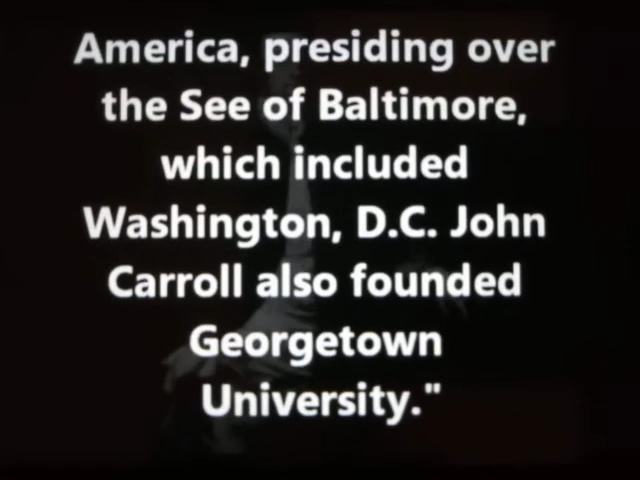 America, presiding over
the See of Baltimore,
which included
Washington, D.C. John
Carroll also founded
Georgetown
University."